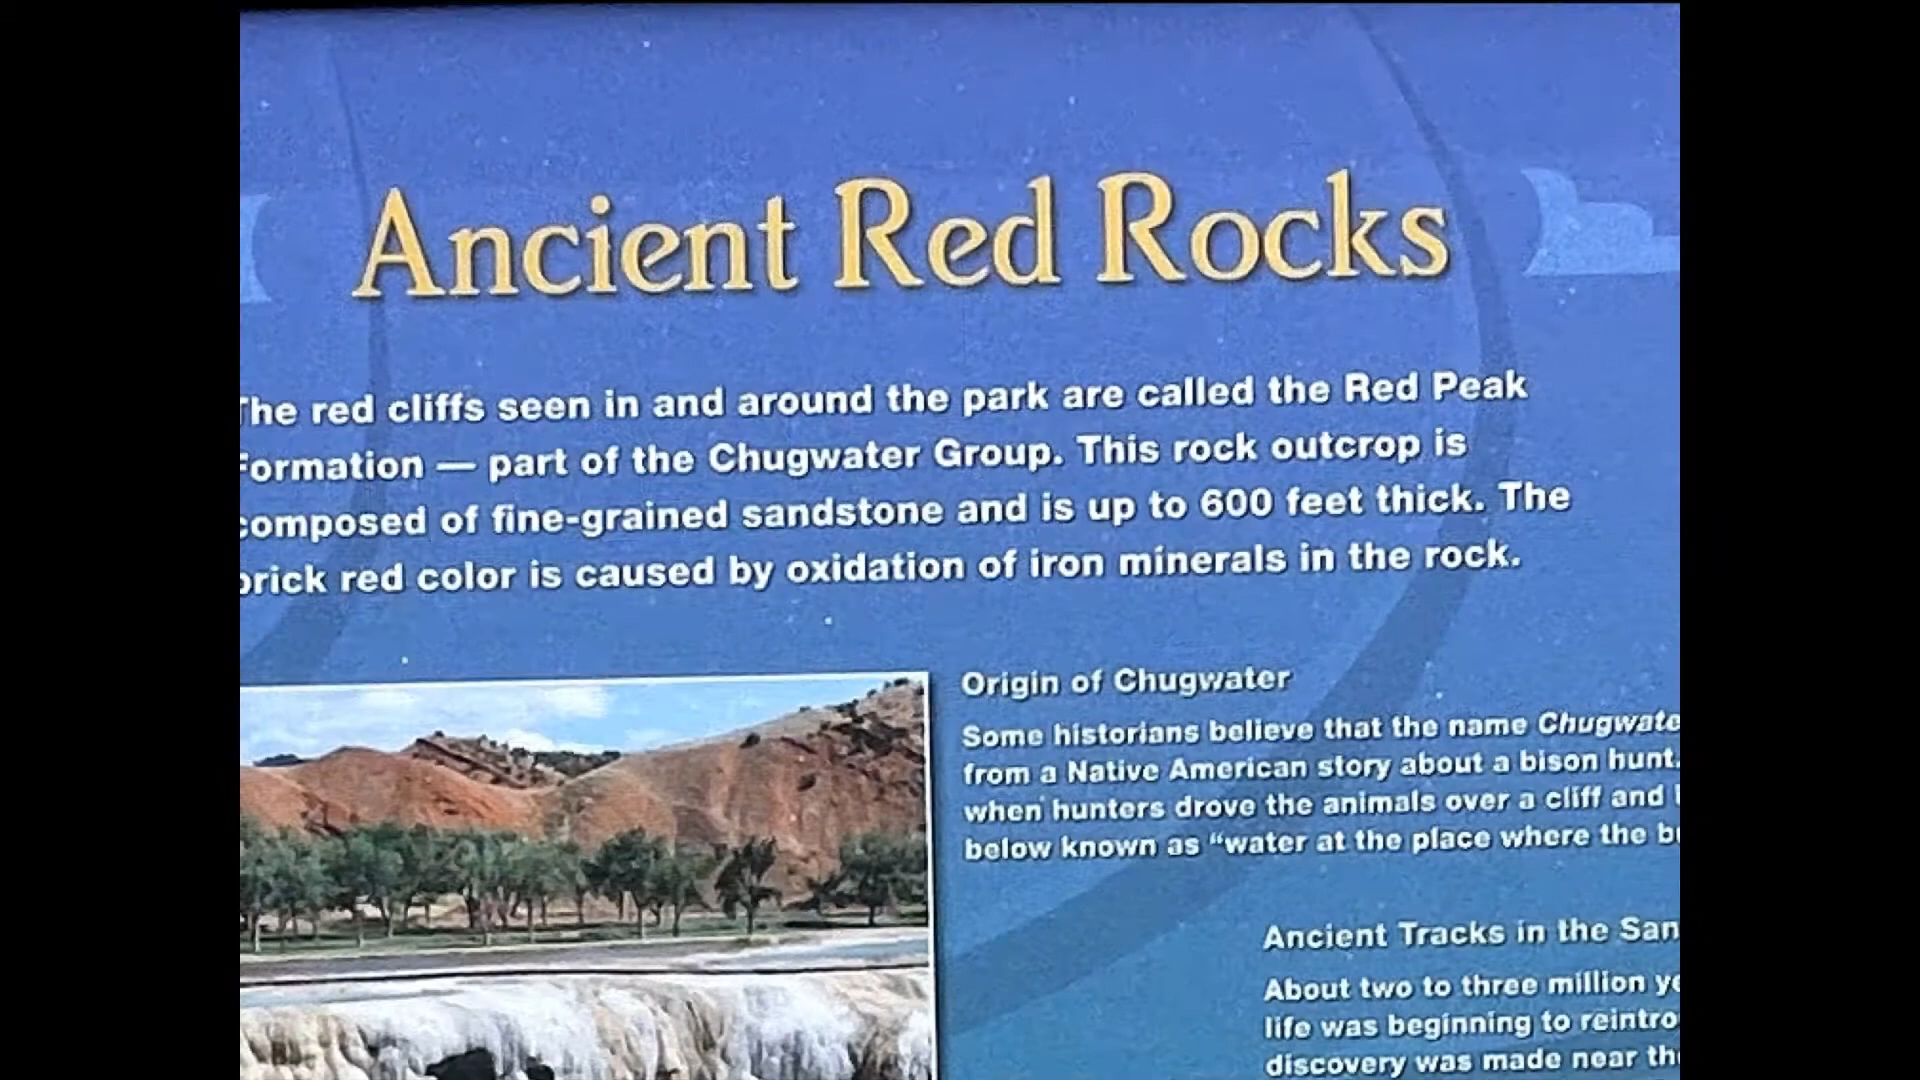 Ancient Red Rocks
The red cliffs seen in and around the park are called the Red Peak
Formation — part of the Chugwater Group. This rock outcrop is
composed of fine-grained sandstone and is up to 600 feet thick. The
brick red color is caused by oxidation of iron minerals in the rock.
Origin of Chugwater
Some historians believe that the name Chugwate
from a Native American story about a bison hunt.
when hunters drove the animals over a cliff and
below known as “water at the place where the
Ancient Tracks in the San
About two to three million
life was beginning to reintro
discovery was made near